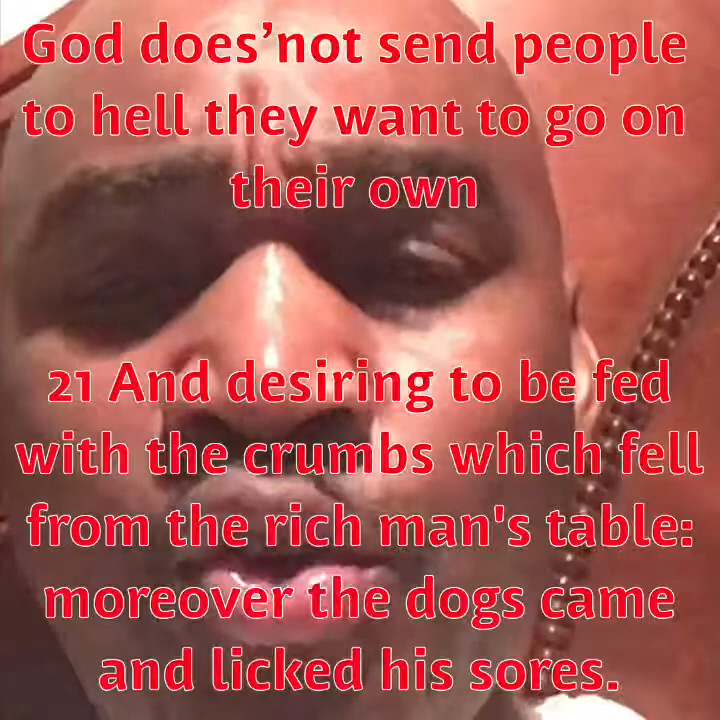 God does’not send people
to hell they want to go on
their own
21 And desiring to be fed
with the crumbs which fell
from the rich man's table:
moreover the dogs came
and licked his sores.